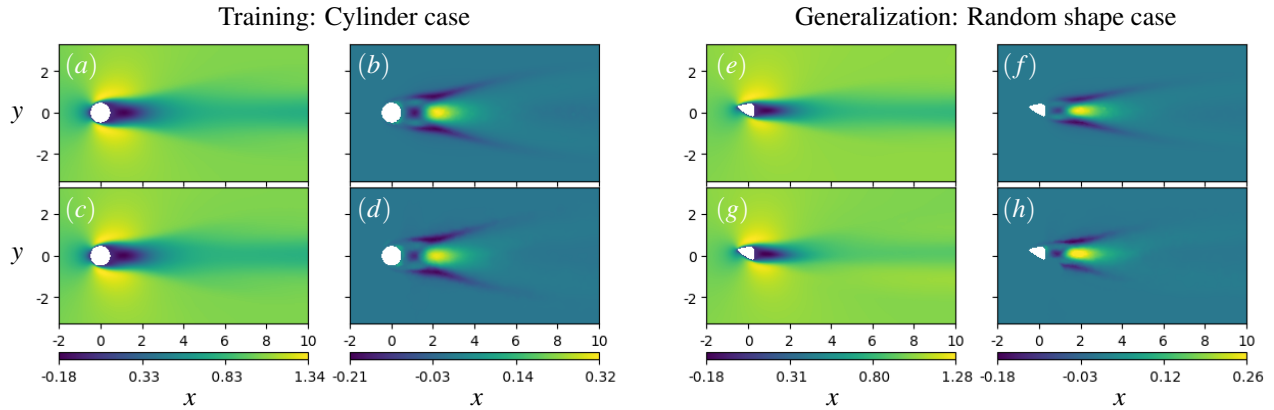 Training: Cylinder case
Generalization: Random shape case
(a) (b) (e) (f)
y 2 0 -2 2 0 -2
(c) (d) (g) (h)
y 2 0 -2 2 0 -2
-2 0 2 4 6 8 10 -2 0 2 4 6 8 10 -2 0 2 4 6 8 10 -2 0 2 4 6 8 10
-0.18 0.33 0.83 1.34 -0.21 -0.03 0.14 0.32 -0.18 0.31 0.80 1.28 -0.18 -0.03 0.12 0.26
x x x x